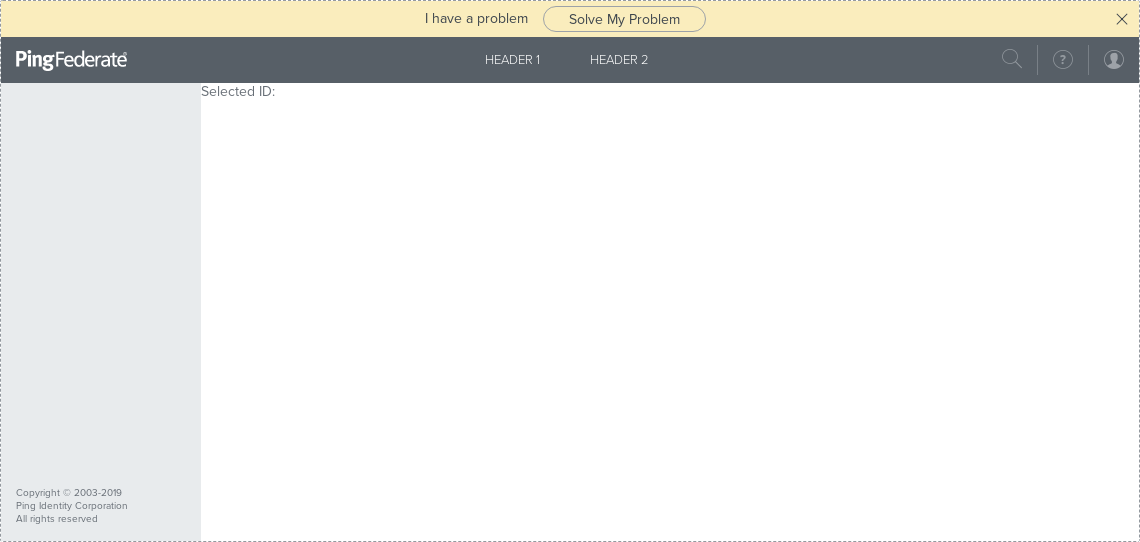 I have a problem
Solve My Problem
PingFederate®
HEADER 1
HEADER 2
?
Selected ID:
Copyright © 2003-2019
Ping Identity Corporation
All rights reserved